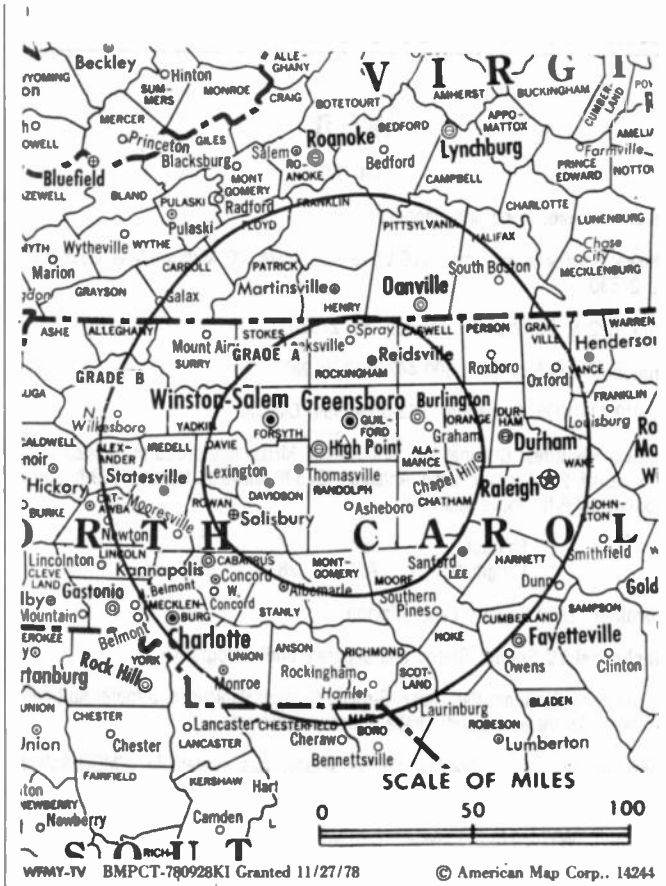 Beckley
Hinton
ALLE-
GHANY
V I R G I
WYOMING
SUM-
MERS
MONROE
CRAIG
BOTETOURT
AMHERST
BUCKINGHAM
CUMBER-
LAND
MERCER
Princeton
GILES
Roanoke
BEDFORD
APPO-
MATTOX
Lynchburg
Farmville
Blacksburg
Salem
RO-
ANOKE
Bedford
PRINCE
EDWARD
Bluefield
BLAND
MONT
GOMERY
CAMPBELL
PULASKI
Radford
FRANKLIN
CHARLOTTE
LUNENBURG
Pulaski
FLOYD
PITTSYLVANIA
HALIFAX
Wytheville
WYTHE
Chase
City
Marion
CARROLL
PATRICK
South Boston
MECKLENBURG
GRAYSON
Galax
Martinsville
HENRY
Danville
ASHE
ALLEGHANY
STOKES
Spray
CASWELL
PERSON
GRAN-
VILLE
WARREN
Mount Air
GRADE A
ksville
Reidsville
Henderson
SURRY
ROCKINGHAM
Roxboro
VANCE
GRADE B
Oxford
FRANKLIN
Winston-Salem
Greensboro
Burlington
N.
Wilkesboro
YADKIN
FORSYTH
GUIL-
FORD
ORANGE
DUR-
HAM
Louisburg
Graham
CALDWELL
ALEX-
ANDER
IREDELL
DAVIE
High Point
ALA-
MANCE
Durham
WAKE
Statesville
Lexington
Thomasville
Chapel Hill
Hickory
DAVIDSON
RANDOLPH
Raleigh
BURKE
CAT-
AWBA
Mooresville
ROWAN
Asheboro
CHATHAM
Newton
Salisbury
JOHN-
STON
O R T H C A R O L
Lincolnton
LINCOLN
CABARRUS
MONT-
GOMERY
Sanford
HARNETT
Smithfield
CLEVE
LAND
Kannapolis
Concord
MOORE
LEE
Gastonia
Belmont
W.
Concord
Albemarle
Southern
Pines
Dunn
Gold
Mountain
MECKLEN-
BURG
STANLY
CUMBERLAND
SAMPSON
Belmont
Charlotte
HOKE
Fayetteville
YORK
UNION
ANSON
RICHMOND
Rock Hill
Monroe
Rockingham
SCOT-
LAND
Owens
Clinton
rtanburg
Hamlet
BLADEN
UNION
CHESTER
Lancaster
CHESTERFIELD
MARL
BORO
Laurinburg
ROBESON
Union
Chester
LANCASTER
Cheraw
Lumberton
Bennettsville
FAIRFIELD
SCALE OF MILES
KERSHAW
Hart
NEWBERRY
Newberry
Camden
0 50 100
S O U T
RICH-
WFMY-TV BMPCT-780928KI Granted 11/27/78 © American Map Corp.. 14244